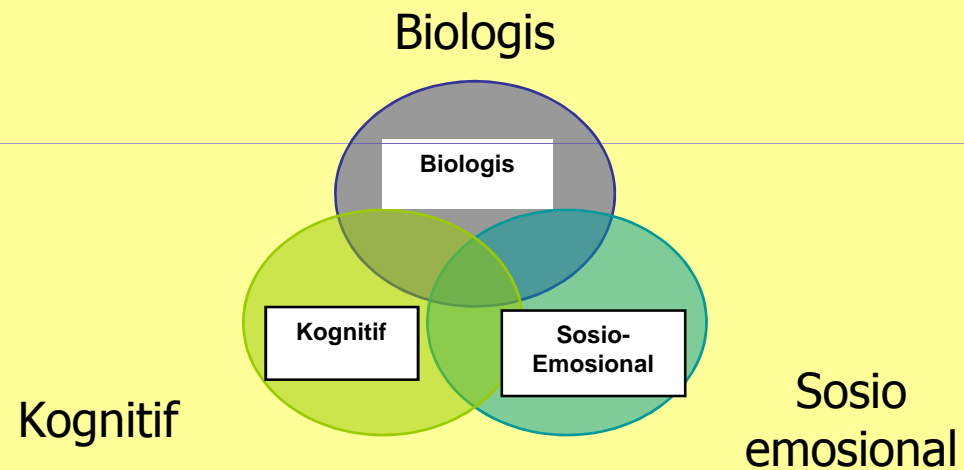 Biologis
Biologis
Kognitif
Sosio-
Emosional
Kognitif
Sosio
emosional